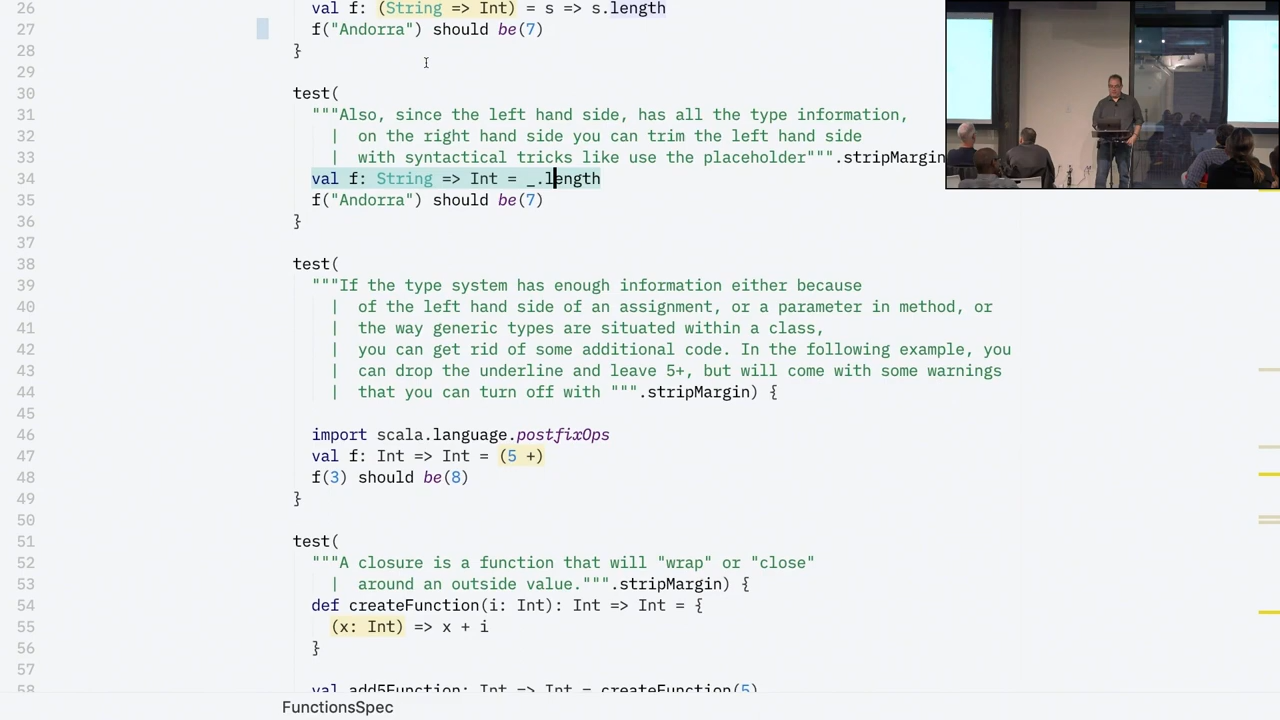 26 val f: (String => Int) = s => s.length
27 f("Andorra") should be(7)
28 }
29
30 test(
31 """Also, since the left hand side, has all the type information,
32 | on the right hand side you can trim the left hand side
33 | with syntactical tricks like use the placeholder""".stripMargin
34 val f: String => Int = _.length
35 f("Andorra") should be(7)
36 }
37
38 test(
39 """If the type system has enough information either because
40 | of the left hand side of an assignment, or a parameter in method, or
41 | the way generic types are situated within a class,
42 | you can get rid of some additional code. In the following example, you
43 | can drop the underline and leave 5+, but will come with some warnings
44 | that you can turn off with """.stripMargin) {
45
46 import scala.language.postfixOps
47 val f: Int => Int = (5 +)
48 f(3) should be(8)
49 }
50
51 test(
52 """A closure is a function that will "wrap" or "close"
53 | around an outside value.""".stripMargin) {
54 def createFunction(i: Int): Int => Int = {
55 (x: Int) => x + i
56 }
57
58 val add5Function: Int => Int = createFunction(5)
FunctionsSpec